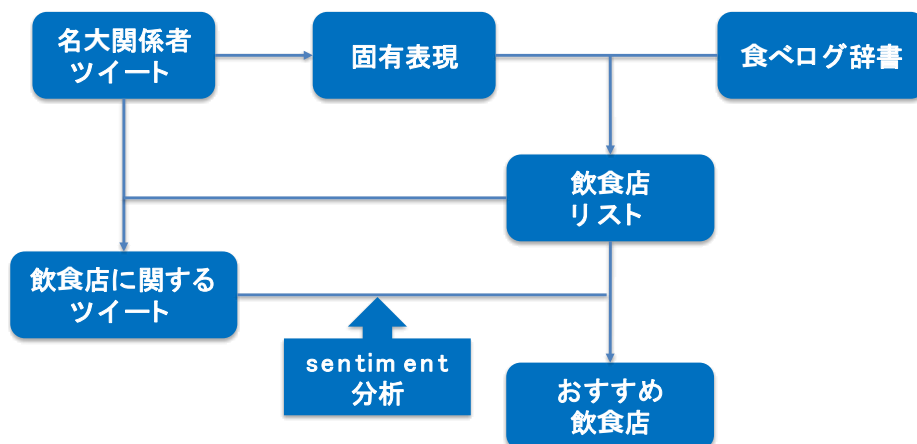 名大関係者
ツイート
固有表現
食べログ辞書
飲食店
リスト
飲食店に関する
ツイート
sentiment
分析
おすすめ
飲食店